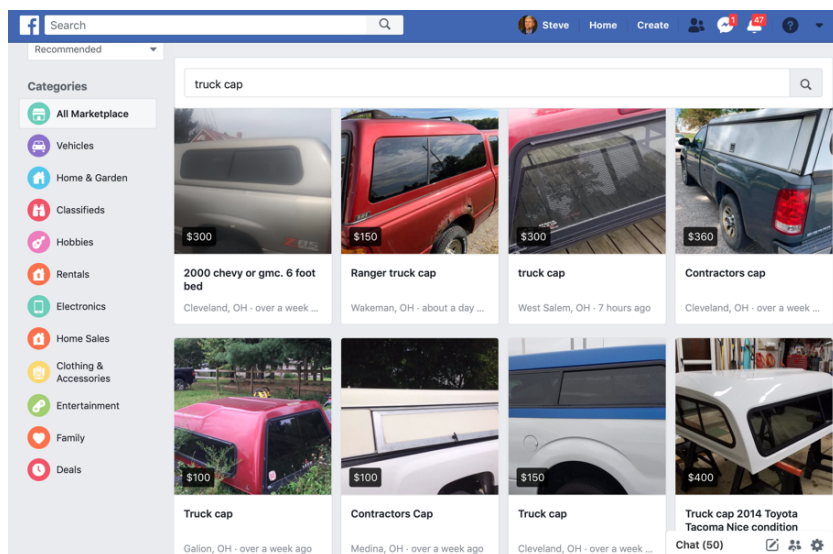 f Search
Steve Home Create 1 47
Recommended
Categories
All Marketplace
Vehicles
Home & Garden
Classifieds
Hobbies
Rentals
Electronics
Home Sales
Clothing &
Accessories
Entertainment
Family
Deals
truck cap
$300
$150
$300
$360
Z85
2000 chevy or gmc. 6 foot
bed
Cleveland, OH · over a week ...
Ranger truck cap
Wakeman, OH · about a day ...
truck cap
West Salem, OH · 7 hours ago
Contractors cap
Cleveland, OH · over a week ...
$100
$100
$150
$400
Truck cap
Galion, OH · over a week ago
Contractors Cap
Medina, OH · over a week ago
Truck cap
Cleveland, OH · over a week ...
Truck cap 2014 Toyota
Tacoma Nice condition
Chat (50)